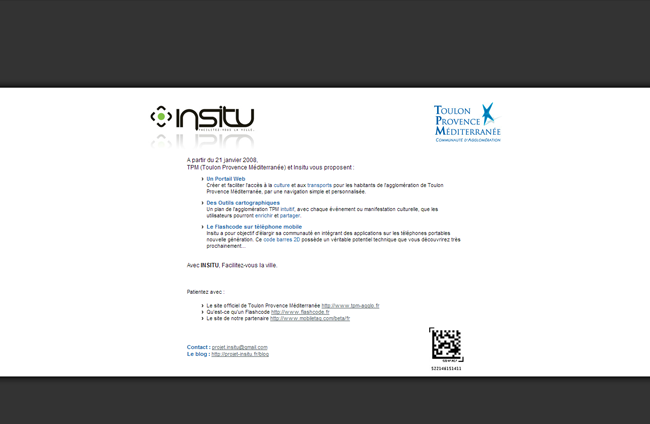 insitu
FACILITEZ-VOUS LA VILLE.
TOULON
PROVENCE
MÉDITERRANÉE
COMMUNAUTÉ D'AGGLOMÉRATION
A partir du 21 janvier 2008,
TPM (Toulon Provence Méditerranée) et Insitu vous proposent :
Un Portail Web
Créer et faciliter l'accès à la culture et aux transports pour les habitants de l'agglomération de Toulon
Provence Méditerranée, par une navigation simple et personnalisée.
Des Outils cartographiques
Un plan de l'agglomération TPM intuitif, avec chaque événement ou manifestation culturelle, que les
utilisateurs pourront enrichir et partager.
Le Flashcode sur téléphone mobile
Insitu a pour objectif d'élargir sa communauté en intégrant des applications sur les téléphones portables
nouvelle génération. Ce code barres 2D possède un véritable potentiel technique que vous découvrirez très
prochainement...
Avec INSITU, Facilitez-vous la ville.
Patientez avec :
Le site officiel de Toulon Provence Méditerranée http://www.tpm-agglo.fr
Qu'est-ce qu'un Flashcode http://www.flashcode.fr
Le site de notre partenaire http://www.mobiletag.com/beta/fr
Contact : projet.insitu@gmail.com
Le blog : http://projet-insitu.fr/blog
522146151411